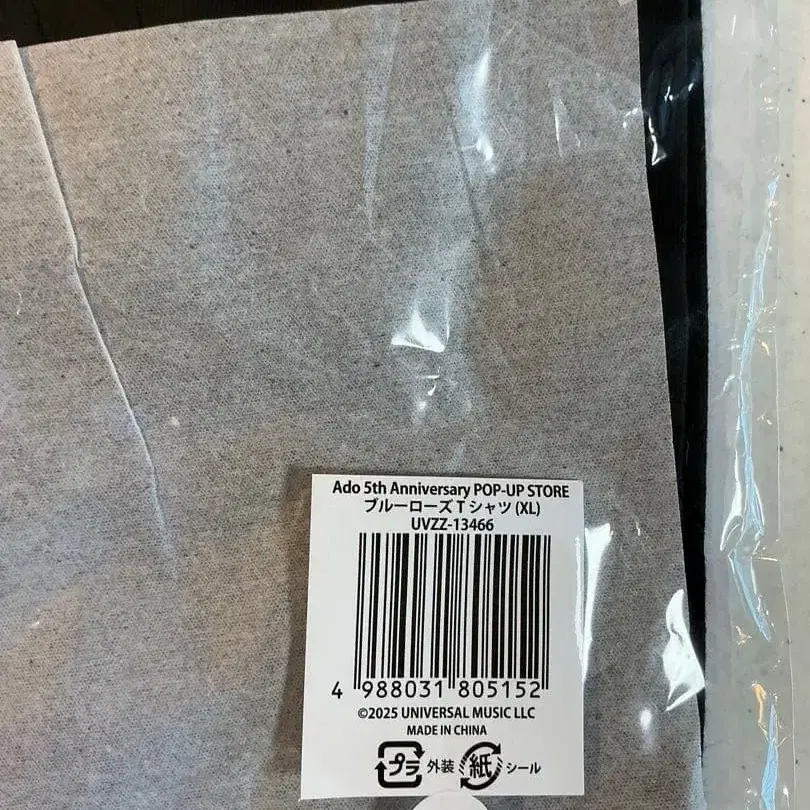 Ado 5th Anniversary POP-UP STORE
ブルーローズTシャツ(XL)
UVZZ-13466
4 988031 805152
©2025 UNIVERSAL MUSIC LLC
MADE IN CHINA
プラ 外装 紙 シール